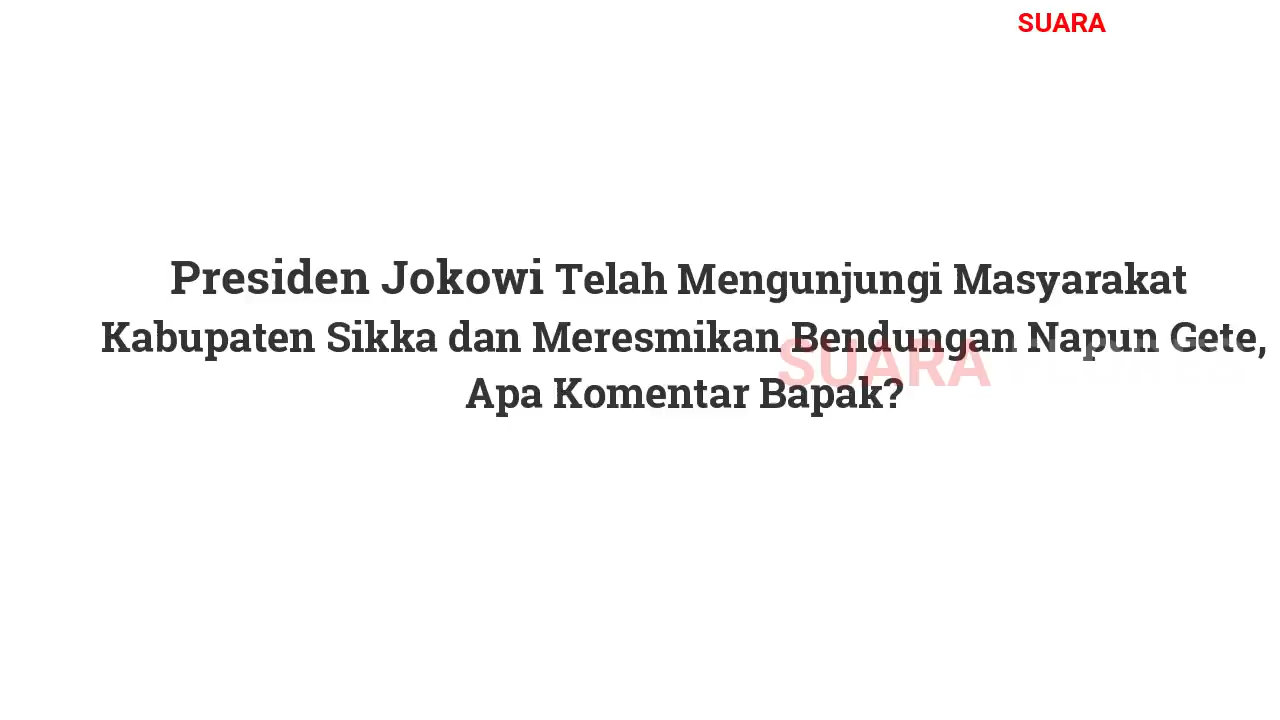 SUARA
Presiden Jokowi Telah Mengunjungi Masyarakat
Kabupaten Sikka dan Meresmikan Bendungan Napun Gete,
SUARA
Apa Komentar Bapak?